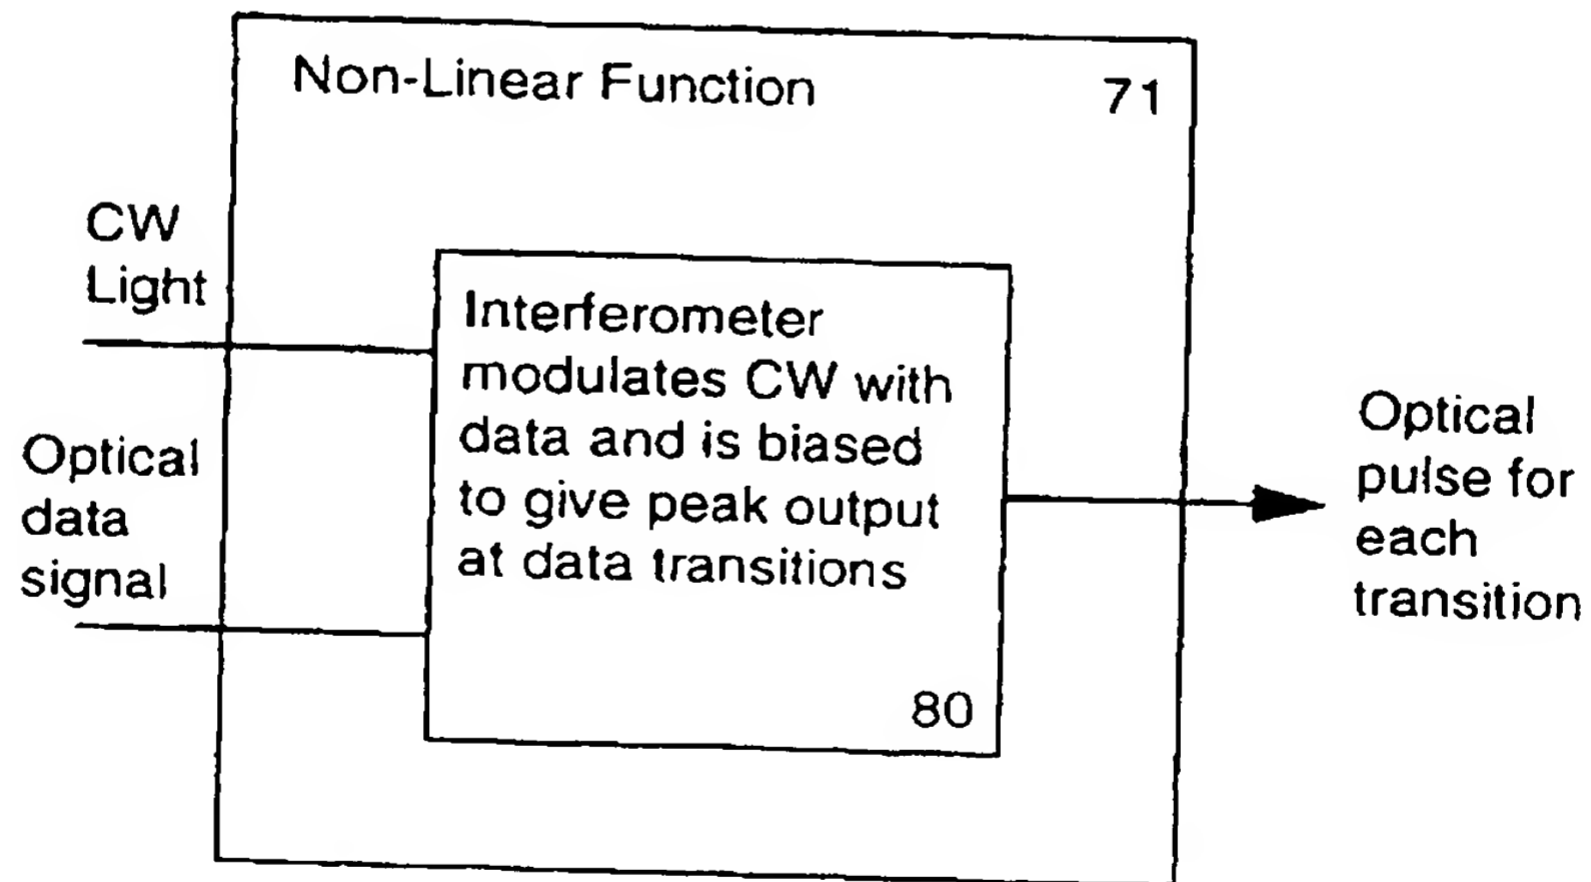 Non-Linear Function
71
CW
Light
Interferometer
modulates CW with
data and is biased
to give peak output
at data transitions
80
Optical
data
signal
Optical
pulse for
each
transition